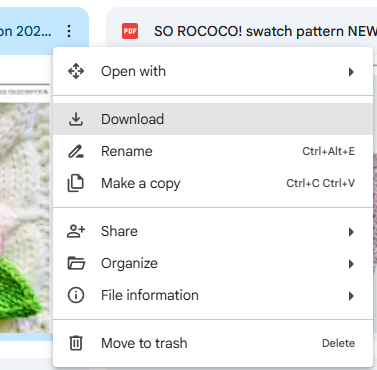 on 202...
PDF
SO ROCOCO! swatch pattern NEW
Open with
DESCRIPTION
Download
Rename Ctrl+Alt+E
Make a copy Ctrl+C Ctrl+V
Share
Organize
File information
Move to trash Delete